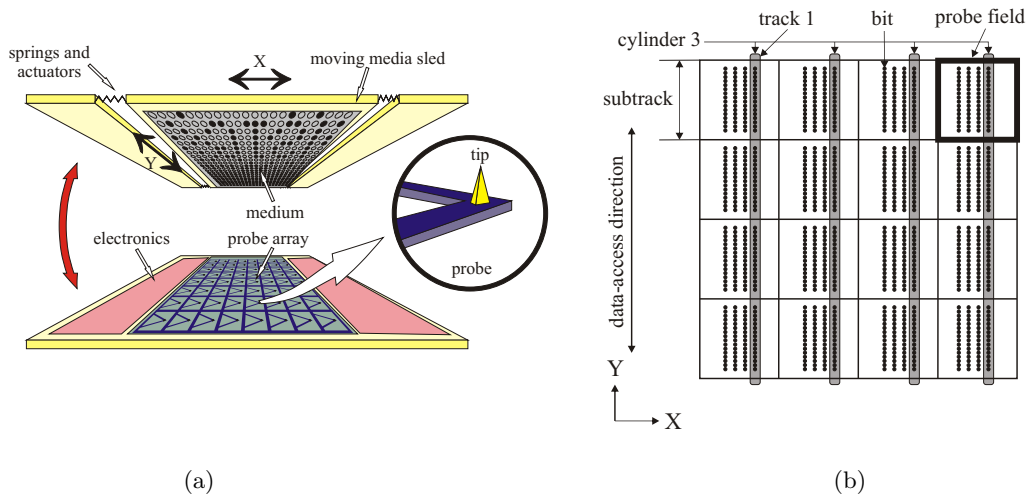 springs and
actuators
X
moving media sled
Y
medium
tip
probe
electronics
probe array
(a)
track 1
bit
probe field
cylinder 3
subtrack
data-access direction
Y
X
(b)